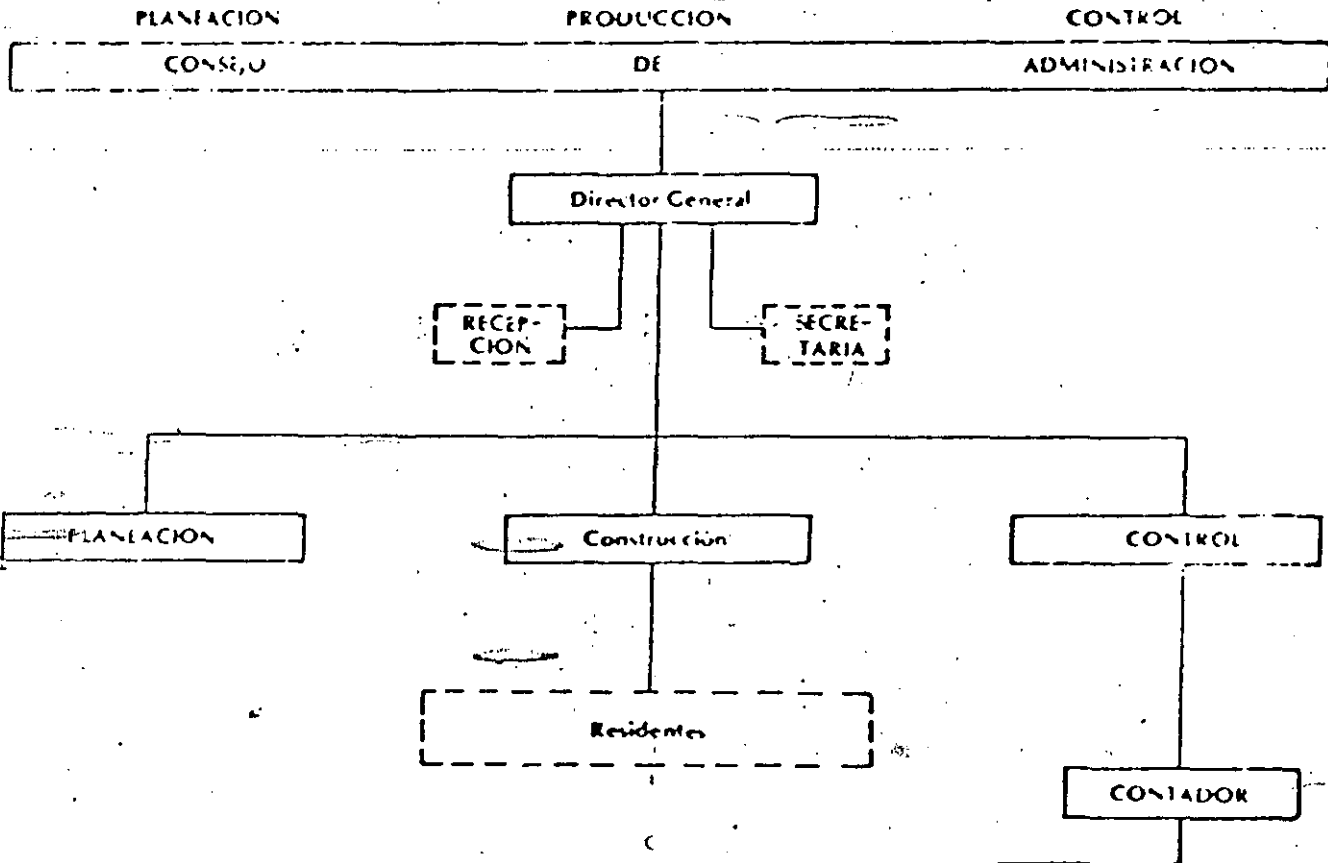 PLANEACION PRODUCCION CONTROL
CONSEJO DE ADMINISTRACION
Director General
RECEP-
CION
SECRE-
TARIA
PLANEACION Construcción CONTROL
Residentes
CONTADOR